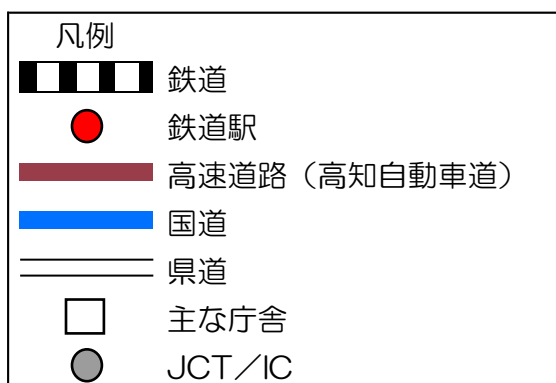 凡例
鉄道
鉄道駅
高速道路（高知自動車道）
国道
県道
主な庁舎
JCT／IC